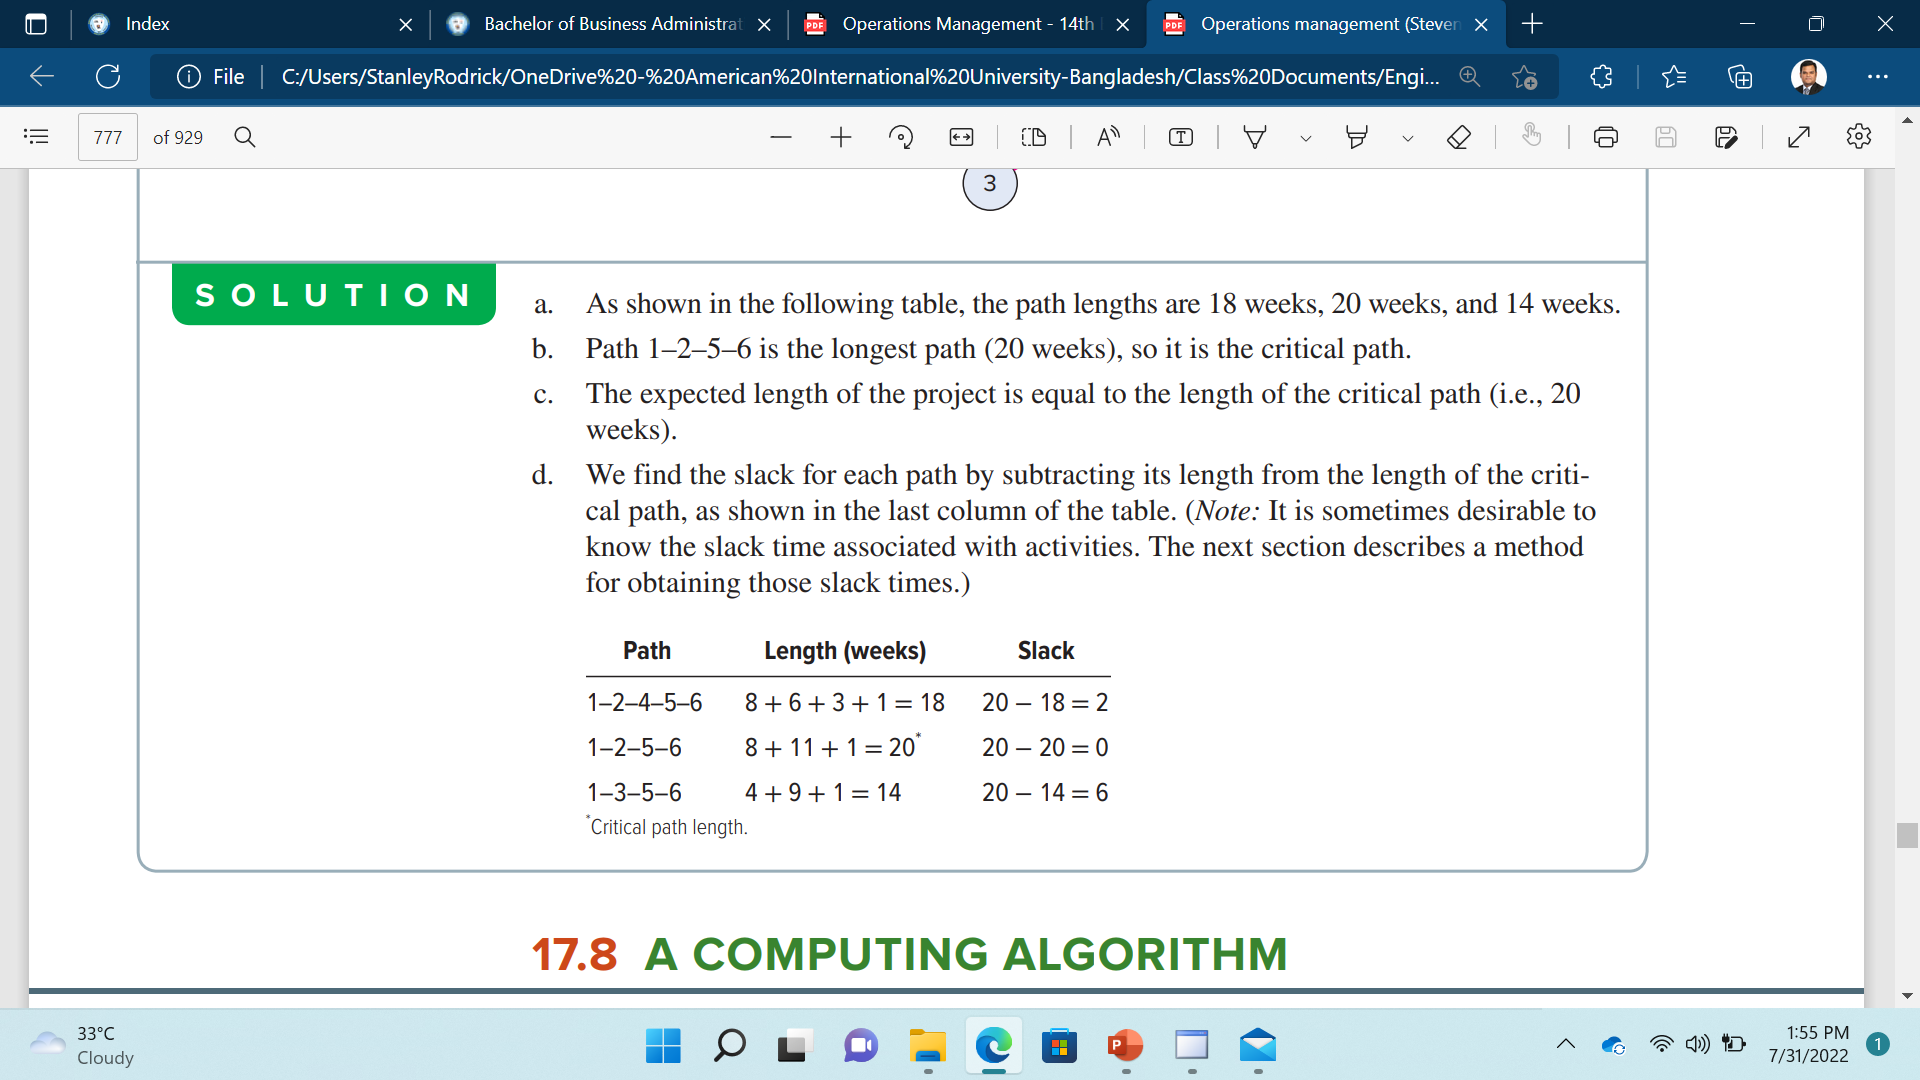 Index
Bachelor of Business Administrat
PDF
Operations Management - 14th
PDF
Operations management (Steven
File
C:/Users/StanleyRodrick/OneDrive%20-%20American%20International%20University-Bangladesh/Class%20Documents/Engi...
777
of 929
3
SOLUTION
a. As shown in the following table, the path lengths are 18 weeks, 20 weeks, and 14 weeks.
b. Path 1–2–5–6 is the longest path (20 weeks), so it is the critical path.
c. The expected length of the project is equal to the length of the critical path (i.e., 20
weeks).
d. We find the slack for each path by subtracting its length from the length of the criti-
cal path, as shown in the last column of the table. (Note: It is sometimes desirable to
know the slack time associated with activities. The next section describes a method
for obtaining those slack times.)
Path Length (weeks) Slack
1–2–4–5–6 8 + 6 + 3 + 1 = 18 20 – 18 = 2
1–2–5–6 8 + 11 + 1 = 20* 20 – 20 = 0
1–3–5–6 4 + 9 + 1 = 14 20 – 14 = 6
*Critical path length.
17.8 A COMPUTING ALGORITHM
33°C
Cloudy
1:55 PM
7/31/2022
1